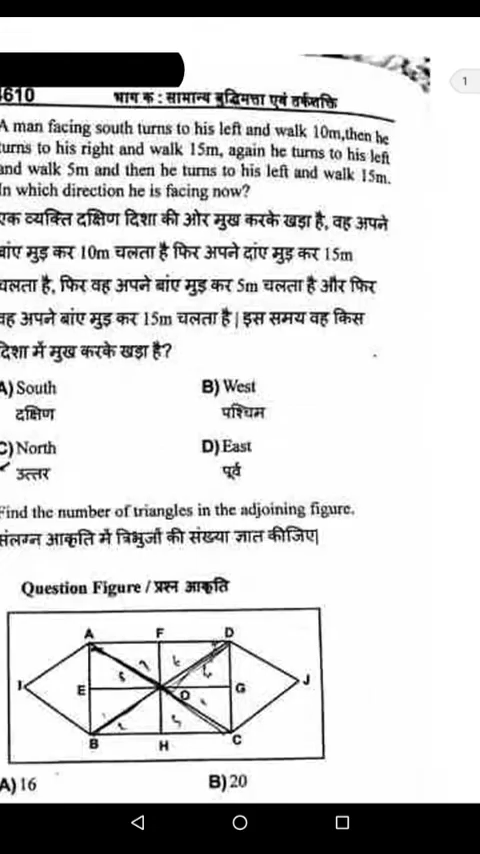 1
4610
भाग क : सामान्य बुद्धिमत्ता एवं तर्कशक्ति
A man facing south turns to his left and walk 10m,then he
turns to his right and walk 15m, again he turns to his left
and walk 5m and then he turns to his left and walk 15m.
In which direction he is facing now?
एक व्यक्ति दक्षिण दिशा की ओर मुख करके खड़ा है, वह अपने
बांए मुड़ कर 10m चलता है फिर अपने दांए मुड़ कर 15m
चलता है, फिर वह अपने बांए मुड़ कर 5m चलता है और फिर
वह अपने बांए मुड़ कर 15m चलता है| इस समय वह किस
दिशा में मुख करके खड़ा है?
A) South B) West
दक्षिण पश्चिम
C) North D) East
उत्तर पूर्व
Find the number of triangles in the adjoining figure.
संलग्न आकृति में त्रिभुजों की संख्या ज्ञात कीजिए|
Question Figure / प्रश्न आकृति
A F D
I E O G J
B H C
A) 16 B) 20